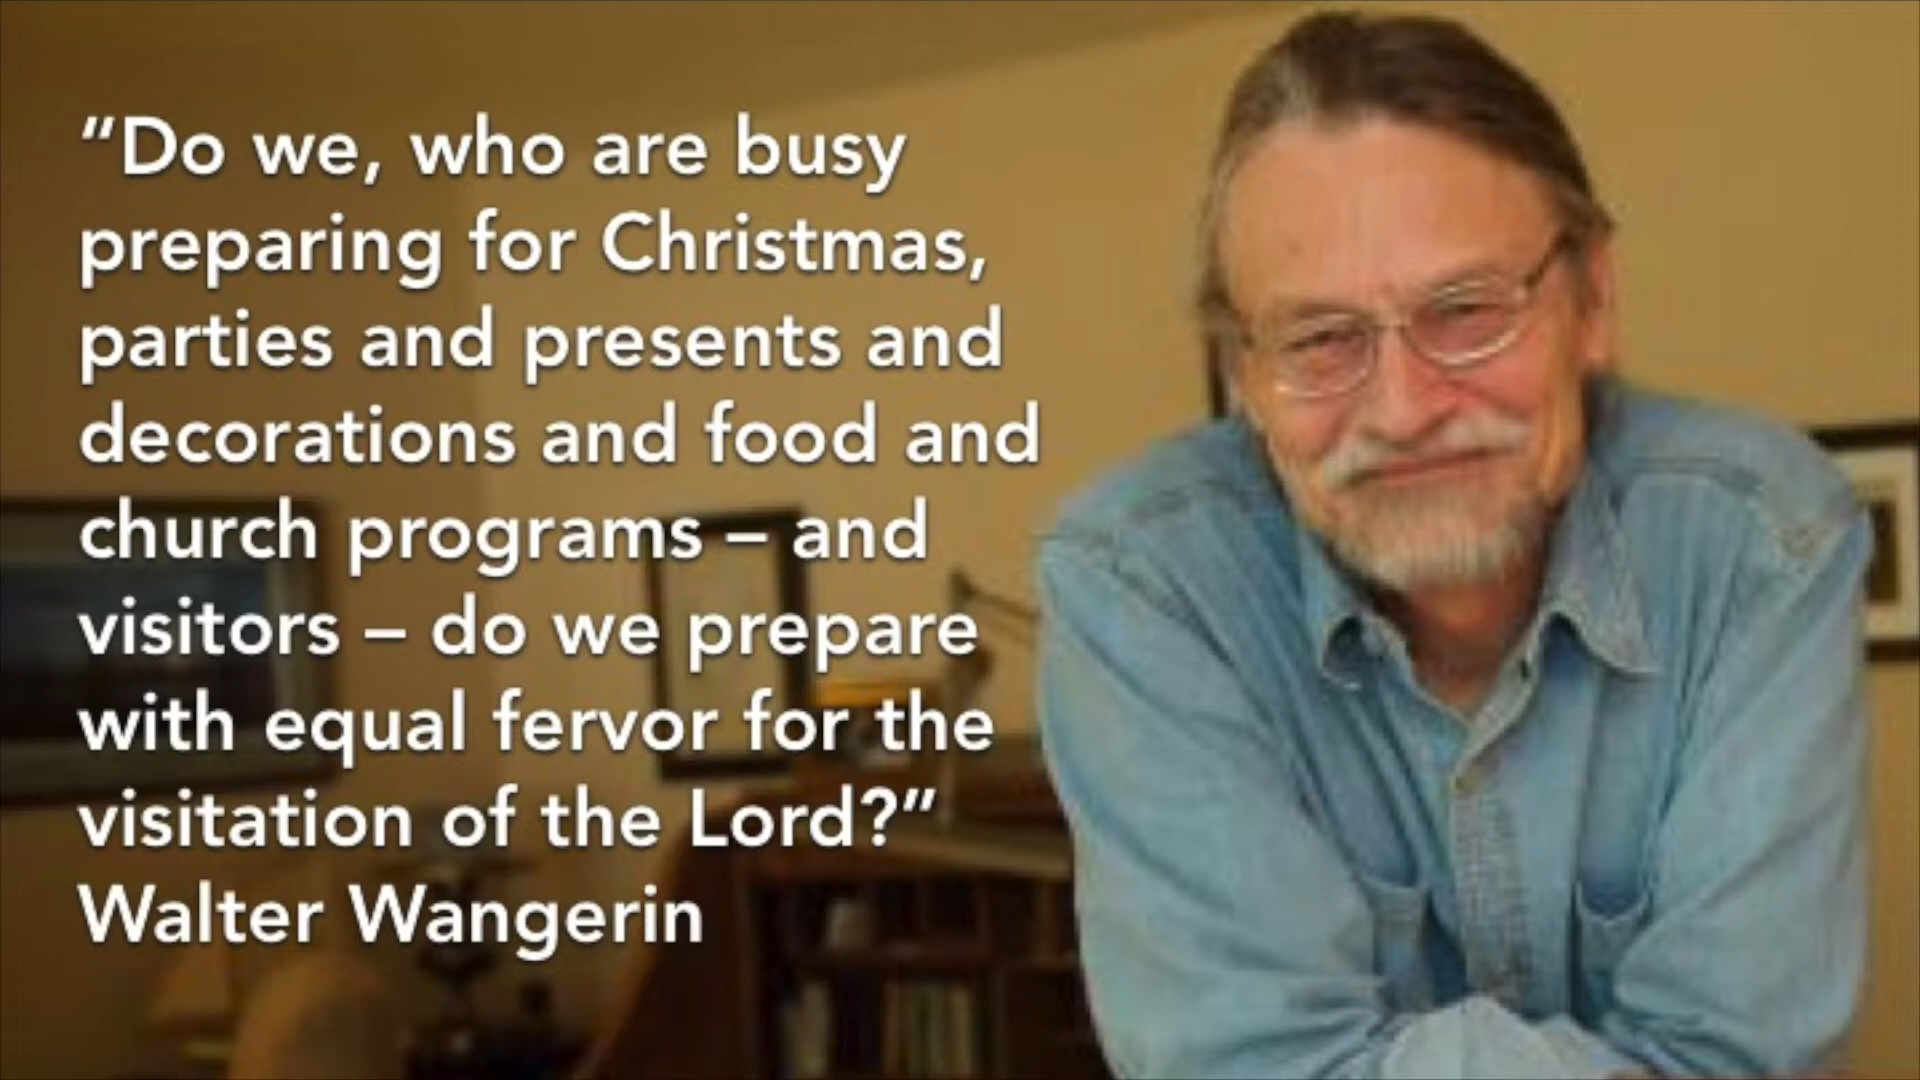 “Do we, who are busy
preparing for Christmas,
parties and presents and
decorations and food and
church programs – and
visitors – do we prepare
with equal fervor for the
visitation of the Lord?”
Walter Wangerin